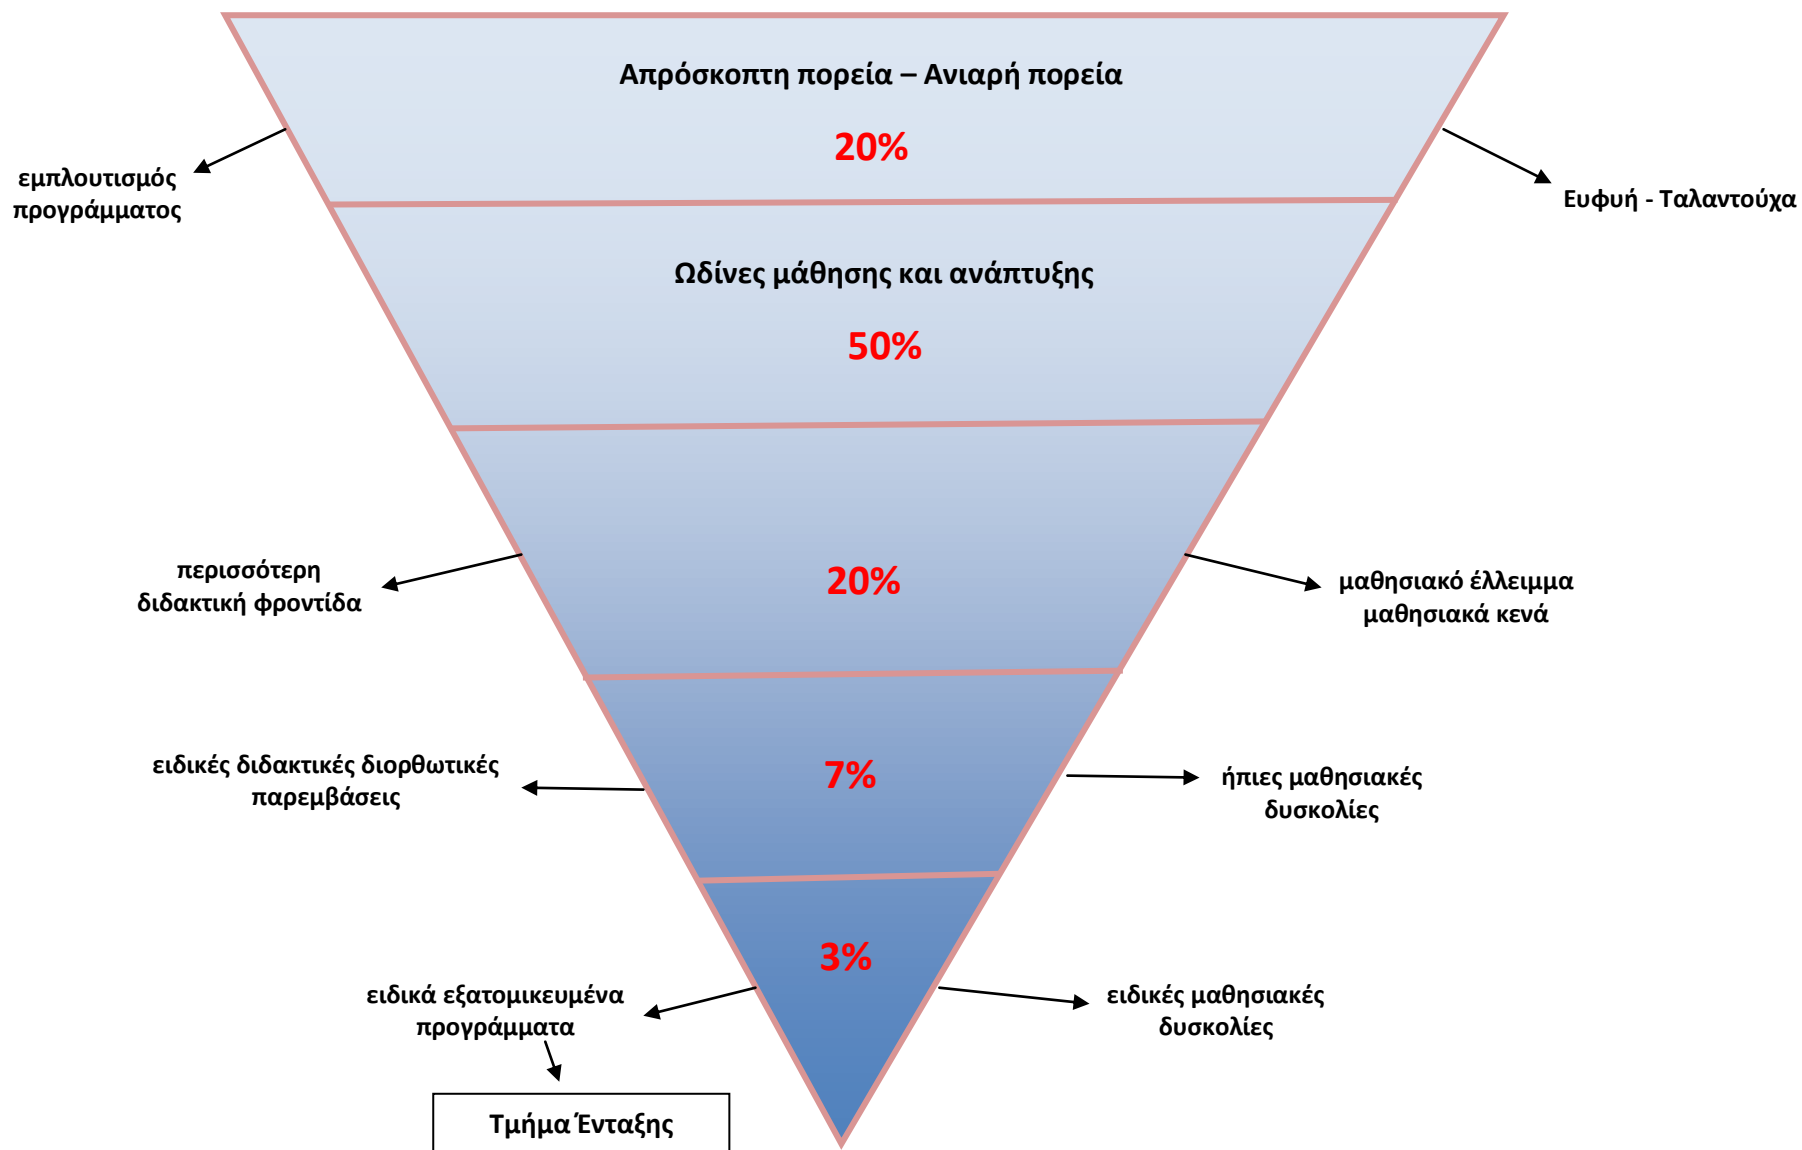 Απρόσκοπτη πορεία – Ανιαρή πορεία
20%
εμπλουτισμός
προγράμματος
Ευφυή - Ταλαντούχα
Ωδίνες μάθησης και ανάπτυξης
50%
περισσότερη
διδακτική φροντίδα
20%
μαθησιακό έλλειμμα
μαθησιακά κενά
ειδικές διδακτικές διορθωτικές
παρεμβάσεις
7%
ήπιες μαθησιακές
δυσκολίες
3%
ειδικά εξατομικευμένα
προγράμματα
ειδικές μαθησιακές
δυσκολίες
Τμήμα Ένταξης